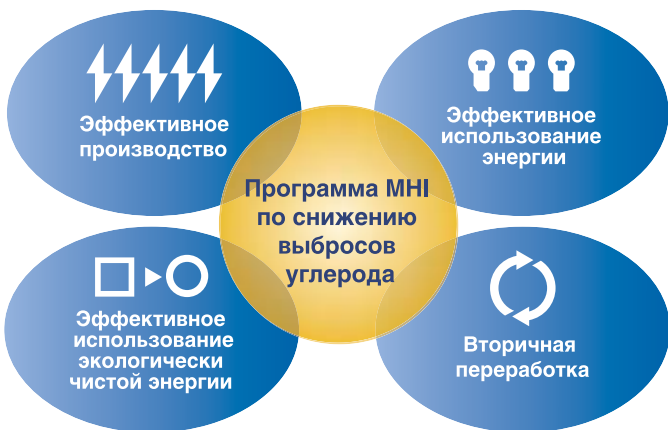 Эффективное
производство
Эффективное
использование
энергии
Программа MHI
по снижению
выбросов
углерода
Эффективное
использование
экологически
чистой энергии
Вторичная
переработка